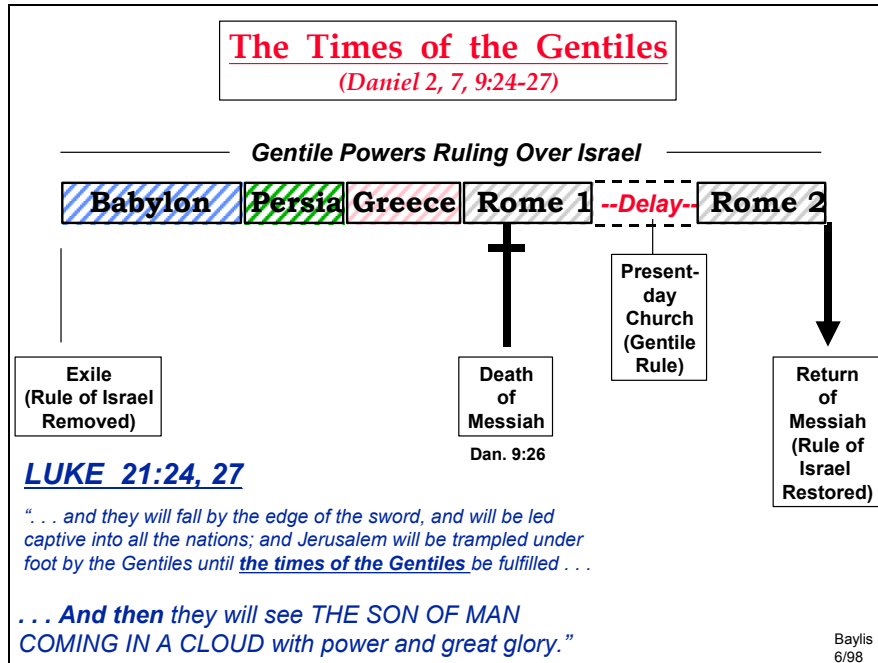 The Times of the Gentiles
(Daniel 2, 7, 9:24-27)
Gentile Powers Ruling Over Israel
Babylon Persia Greece Rome 1 --Delay-- Rome 2
Exile
(Rule of Israel
Removed)
Death
of
Messiah
Dan. 9:26
Present-
day
Church
(Gentile
Rule)
Return
of
Messiah
(Rule of
Israel
Restored)
LUKE 21:24, 27
“. . . and they will fall by the edge of the sword, and will be led
captive into all the nations; and Jerusalem will be trampled under
foot by the Gentiles until the times of the Gentiles be fulfilled . . .
. . . And then they will see THE SON OF MAN
COMING IN A CLOUD with power and great glory.”
Baylis
6/98